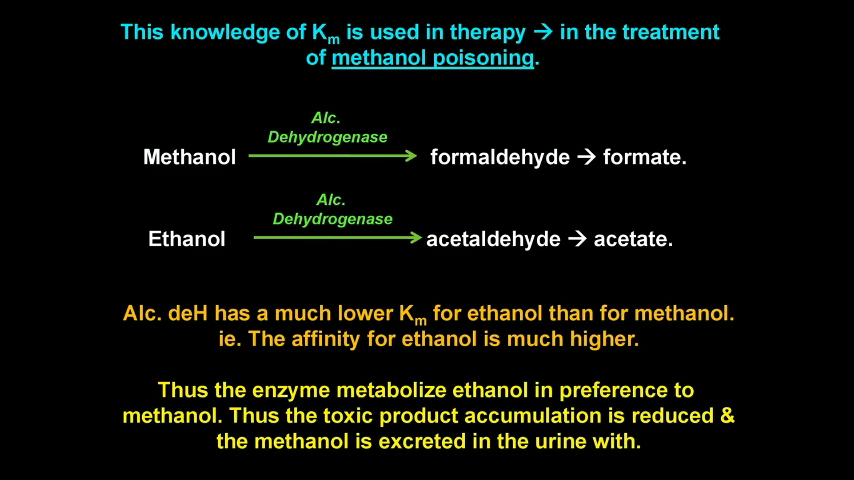 This knowledge of Km is used in therapy → in the treatment
of methanol poisoning.
Alc.
Dehydrogenase
Methanol → formaldehyde → formate.
Alc.
Dehydrogenase
Ethanol → acetaldehyde → acetate.
Alc. deH has a much lower Km for ethanol than for methanol.
ie. The affinity for ethanol is much higher.
Thus the enzyme metabolize ethanol in preference to
methanol. Thus the toxic product accumulation is reduced &
the methanol is excreted in the urine with.